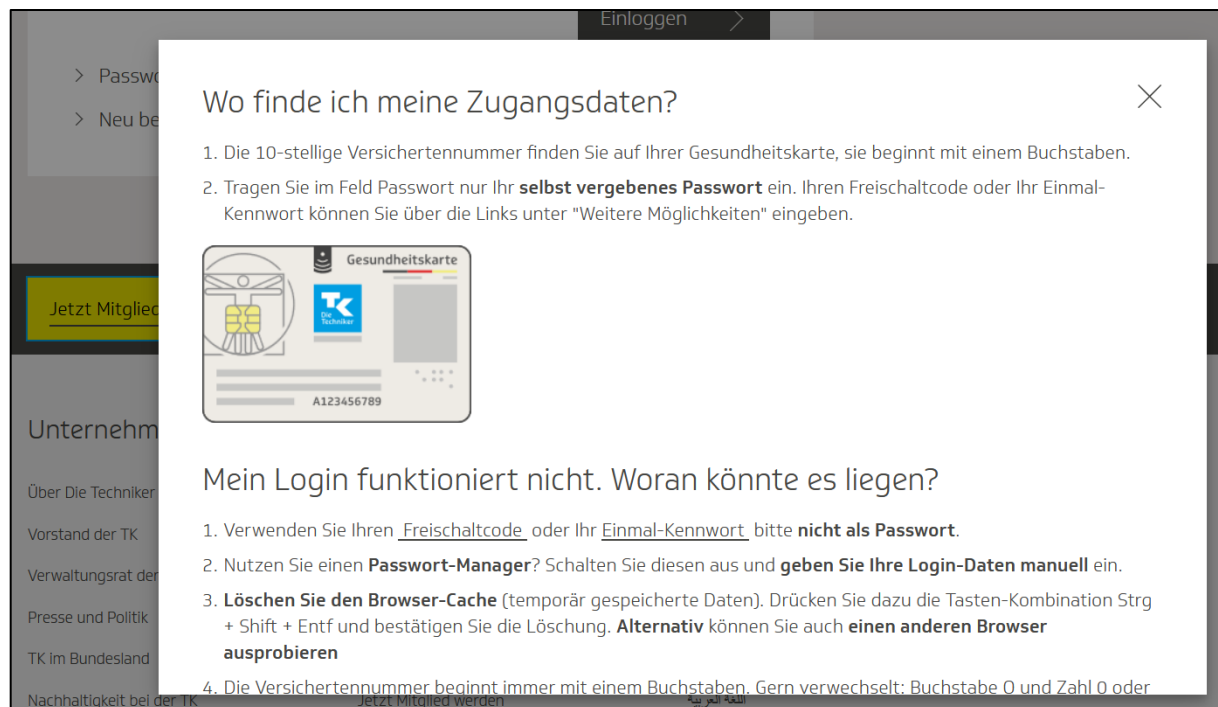 Einloggen
Passwo
Neu be
Wo finde ich meine Zugangsdaten?
1. Die 10-stellige Versichertennummer finden Sie auf Ihrer Gesundheitskarte, sie beginnt mit einem Buchstaben.
2. Tragen Sie im Feld Passwort nur Ihr selbst vergebenes Passwort ein. Ihren Freischaltcode oder Ihr Einmal-
Kennwort können Sie über die Links unter "Weitere Möglichkeiten" eingeben.
Gesundheitskarte
TK
Die
Techniker
A123456789
Jetzt Mitglied
Mein Login funktioniert nicht. Woran könnte es liegen?
1. Verwenden Sie Ihren Freischaltcode oder Ihr Einmal-Kennwort bitte nicht als Passwort.
2. Nutzen Sie einen Passwort-Manager? Schalten Sie diesen aus und geben Sie Ihre Login-Daten manuell ein.
3. Löschen Sie den Browser-Cache (temporär gespeicherte Daten). Drücken Sie dazu die Tasten-Kombination Strg
+ Shift + Entf und bestätigen Sie die Löschung. Alternativ können Sie auch einen anderen Browser
ausprobieren
4. Die Versichertennummer beginnt immer mit einem Buchstaben. Gern verwechselt: Buchstabe O und Zahl 0 oder
Unternehm
Über Die Techniker
Vorstand der TK
Verwaltungsrat der
Presse und Politik
TK im Bundesland
Nachhaltigkeit bei der TK
Jetzt Mitglied werden
اللغة العربية